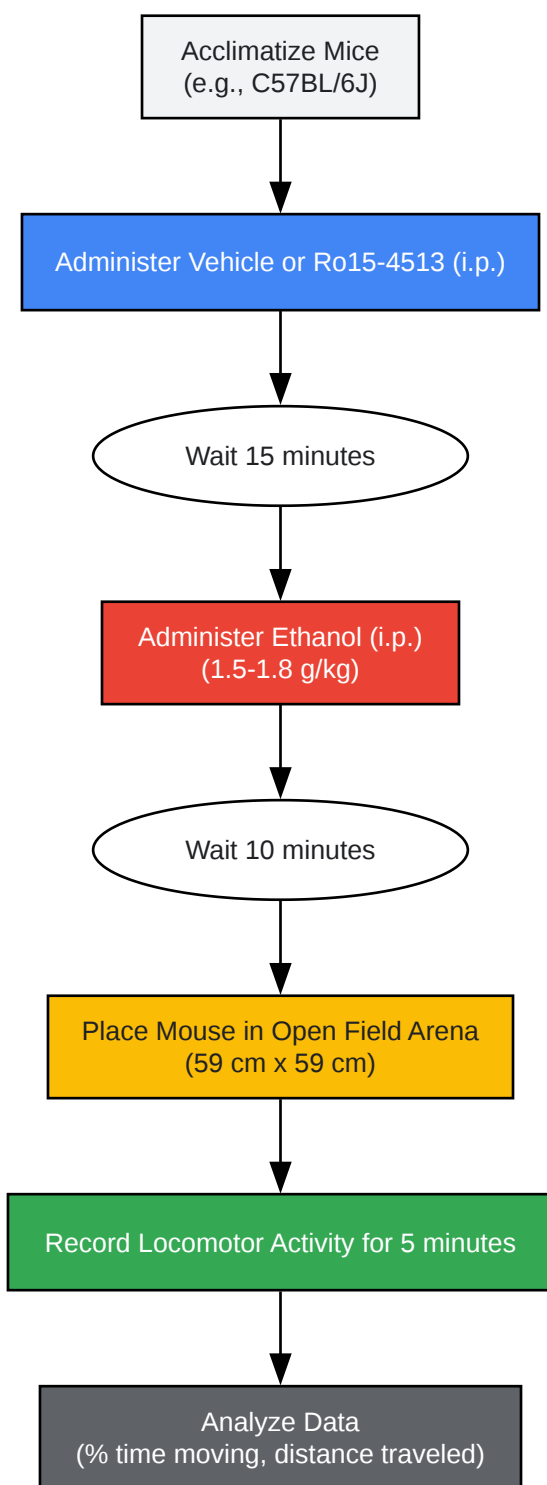 Acclimatize Mice
(e.g., C57BL/6J)
Administer Vehicle or Ro15-4513 (i.p.)
Wait 15 minutes
Administer Ethanol (i.p.)
(1.5-1.8 g/kg)
Wait 10 minutes
Place Mouse in Open Field Arena
(59 cm x 59 cm)
Record Locomotor Activity for 5 minutes
Analyze Data
(% time moving, distance traveled)